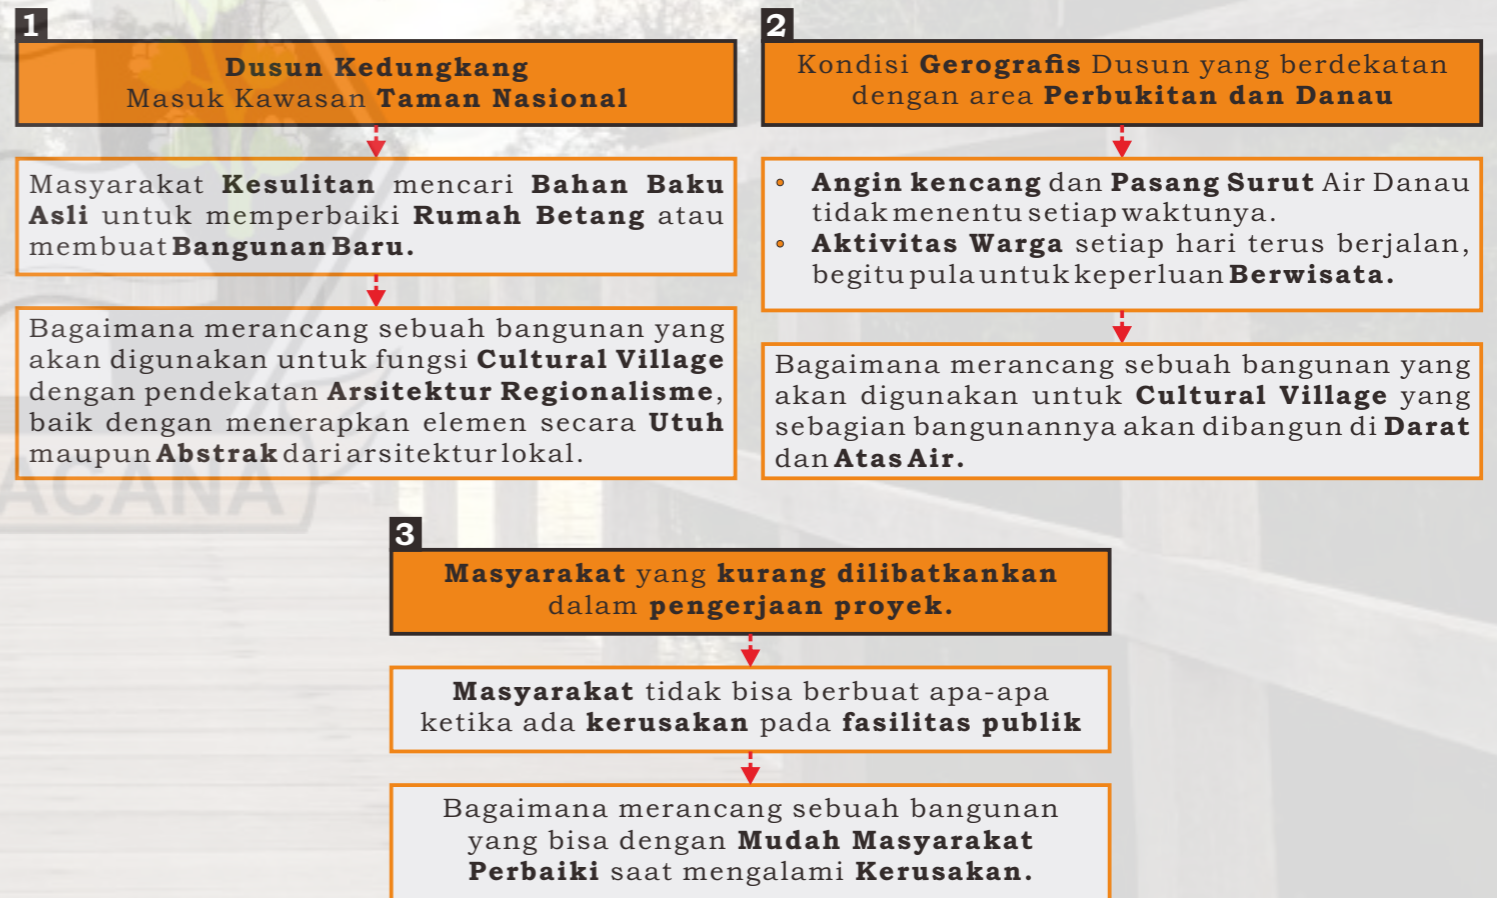 1
Dusun Kedungkang
Masuk Kawasan Taman Nasional
Masyarakat Kesulitan mencari Bahan Baku
Asli untuk memperbaiki Rumah Betang atau
membuat Bangunan Baru.
Bagaimana merancang sebuah bangunan yang
akan digunakan untuk fungsi Cultural Village
dengan pendekatan Arsitektur Regionalisme,
baik dengan menerapkan elemen secara Utuh
maupun Abstrak dari arsitektur lokal.
2
Kondisi Gerografis Dusun yang berdekatan
dengan area Perbukitan dan Danau
• Angin kencang dan Pasang Surut Air Danau
tidak menentu setiap waktunya.
• Aktivitas Warga setiap hari terus berjalan,
begitu pula untuk keperluan Berwisata.
Bagaimana merancang sebuah bangunan yang
akan digunakan untuk Cultural Village yang
sebagian bangunannya akan dibangun di Darat
dan Atas Air.
3
Masyarakat yang kurang dilibatkankan
dalam pengerjaan proyek.
Masyarakat tidak bisa berbuat apa-apa
ketika ada kerusakan pada fasilitas publik
Bagaimana merancang sebuah bangunan
yang bisa dengan Mudah Masyarakat
Perbaiki saat mengalami Kerusakan.
ACANA